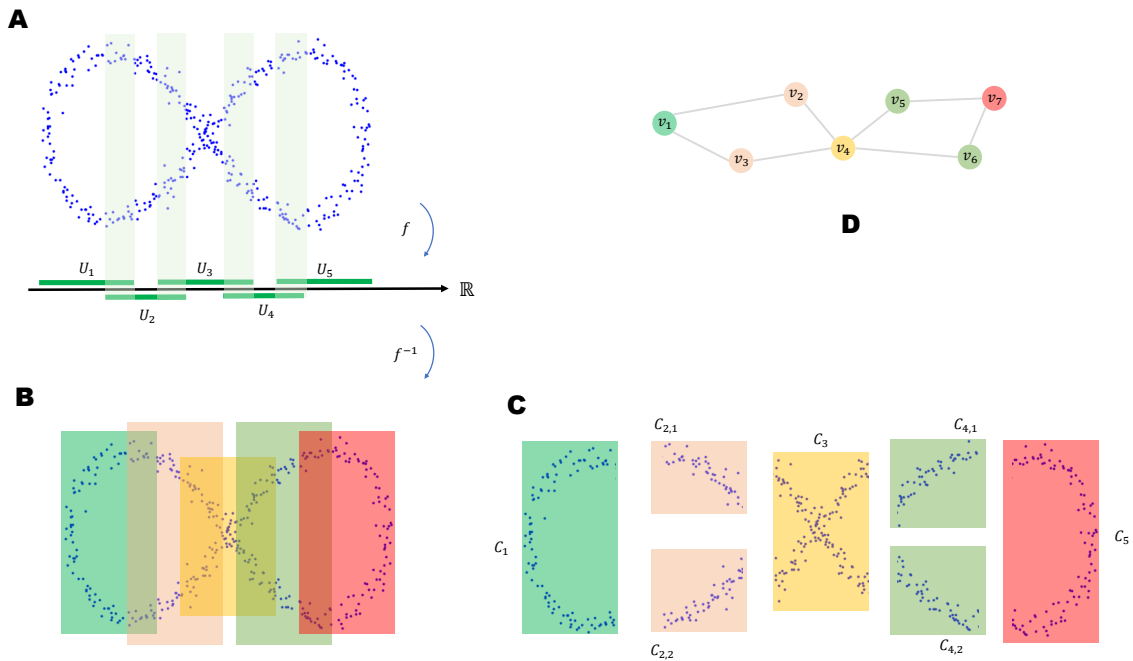 A
v₂
v₅
v₇
v₁
v₄
v₃
v₆
D
f
U₁
U₃
U₅
ℝ
U₂
U₄
f⁻¹
B
C
C₂,₁
C₃
C₄,₁
C₁
C₅
C₂,₂
C₄,₂